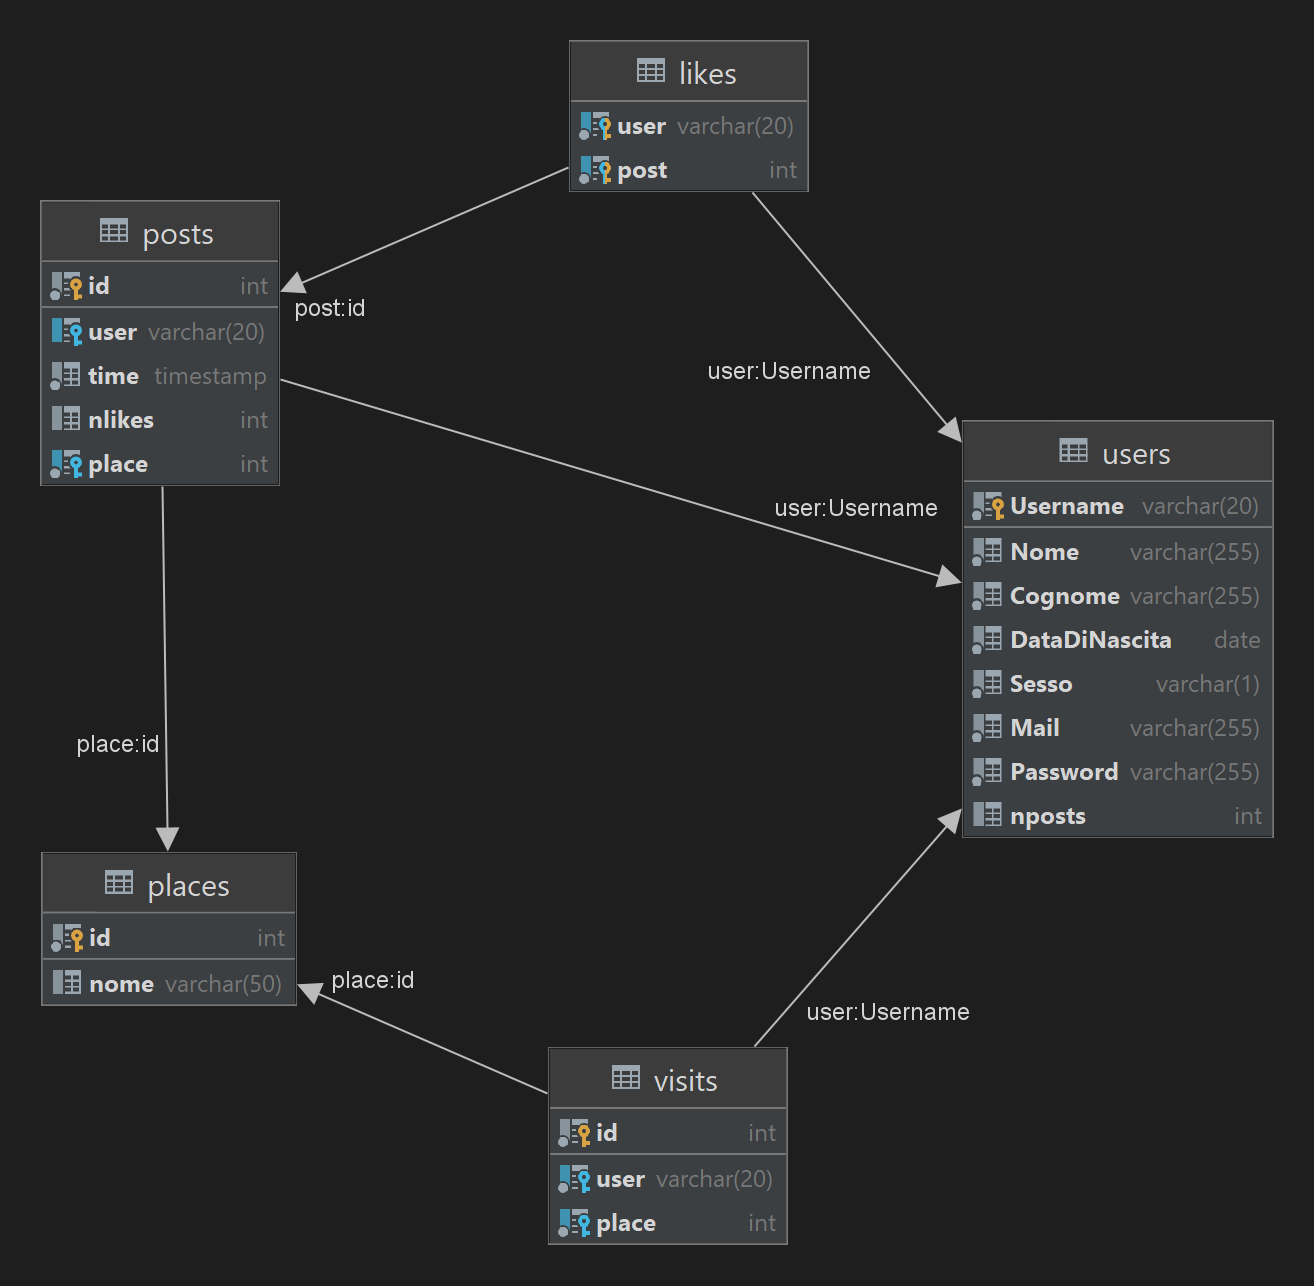 likes
user varchar(20)
post int
posts
id int
user varchar(20)
time timestamp
nlikes int
place int
post:id
user:Username
user:Username
users
Username varchar(20)
Nome varchar(255)
Cognome varchar(255)
DataDiNascita date
Sesso varchar(1)
Mail varchar(255)
Password varchar(255)
nposts int
place:id
places
id int
nome varchar(50)
place:id
user:Username
visits
id int
user varchar(20)
place int